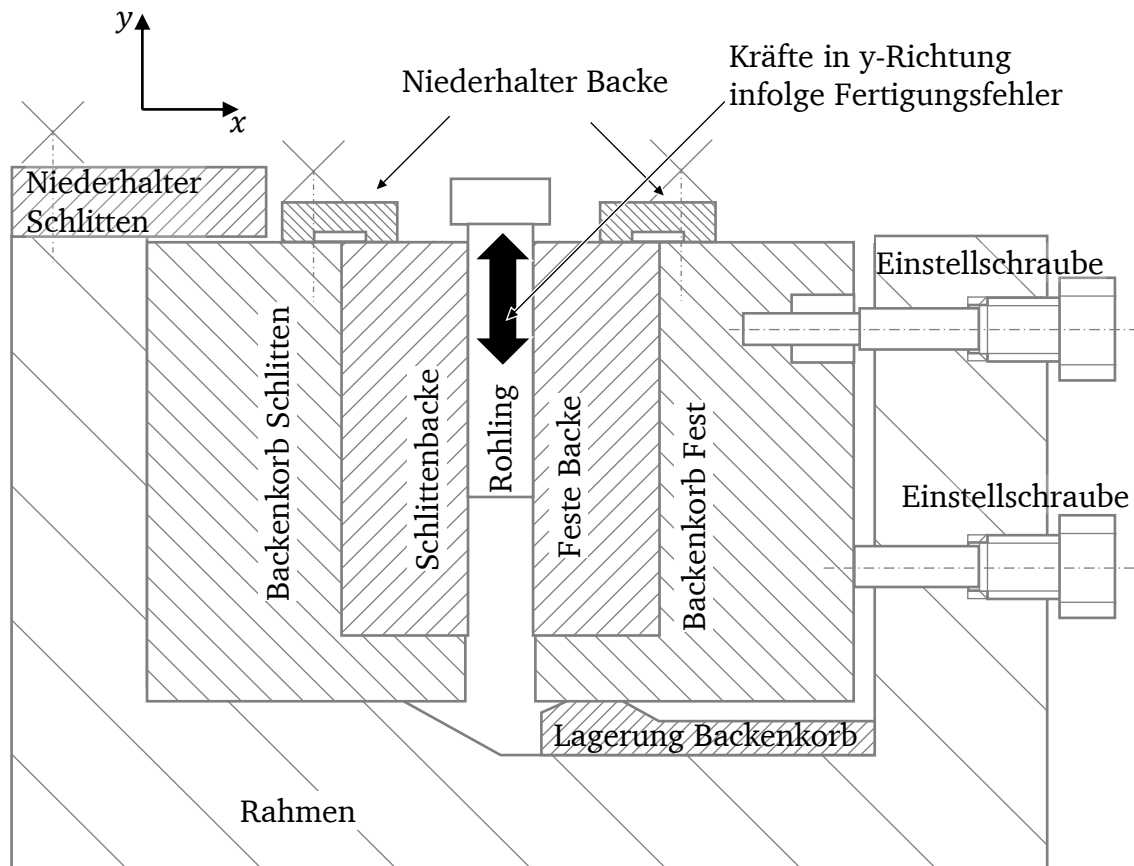 y
x
Niederhalter Backe
Kräfte in y-Richtung
infolge Fertigungsfehler
Niederhalter
Schlitten
Einstellschraube
Backenkorb Schlitten
Schlittenbacke
Rohling
Feste Backe
Backenkorb Fest
Einstellschraube
Lagerung Backenkorb
Rahmen